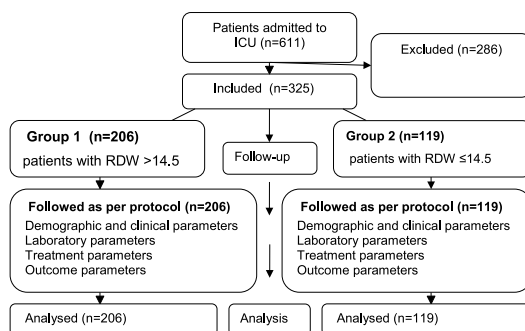 Patients admitted to
ICU (n=611)
Excluded (n=286)
Included (n=325)
Group 1 (n=206)
patients with RDW >14.5
Follow-up
Group 2 (n=119)
patients with RDW ≤14.5
Followed as per protocol (n=206)
Demographic and clinical parameters
Laboratory parameters
Treatment parameters
Outcome parameters
Followed as per protocol (n=119)
Demographic and clinical parameters
Laboratory parameters
Treatment parameters
Outcome parameters
Analysed (n=206)
Analysis
Analysed (n=119)